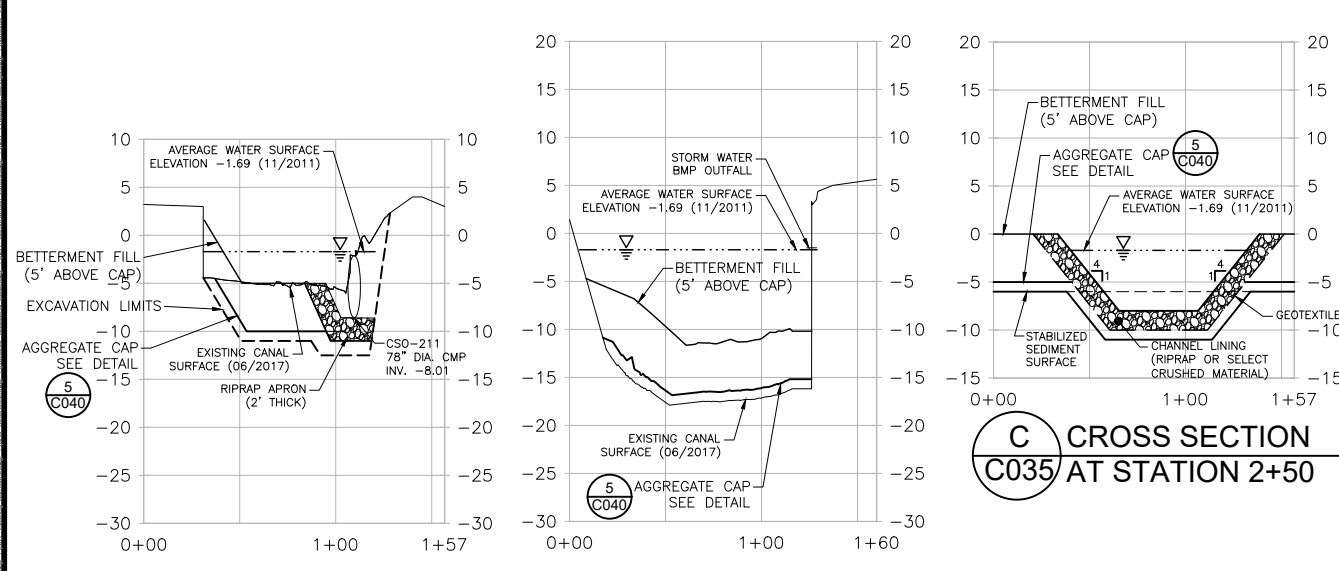 10
5
0
-5
-10
-15
-20
-25
-30
10
5
0
-5
-10
-15
-20
-25
-30
0+00
1+00
1+57
AVERAGE WATER SURFACE
ELEVATION -1.69 (11/2011)
BETTERMENT FILL
(5' ABOVE CAP)
EXCAVATION LIMITS
AGGREGATE CAP
SEE DETAIL
5
C040
EXISTING CANAL
SURFACE (06/2017)
RIPRAP APRON
(2' THICK)
CSO-211
78" DIA. CMP
INV. -8.01
20
15
10
5
0
-5
-10
-15
-20
-25
-30
20
15
10
5
0
-5
-10
-15
-20
-25
-30
0+00
1+00
1+60
STORM WATER
BMP OUTFALL
AVERAGE WATER SURFACE
ELEVATION -1.69 (11/2011)
BETTERMENT FILL
(5' ABOVE CAP)
EXISTING CANAL
SURFACE (06/2017)
5
C040
AGGREGATE CAP
SEE DETAIL
20
15
10
5
0
-5
-10
-15
20
15
10
5
0
-5
-10
-15
0+00
1+00
1+57
BETTERMENT FILL
(5' ABOVE CAP)
5
C040
AGGREGATE CAP
SEE DETAIL
AVERAGE WATER SURFACE
ELEVATION -1.69 (11/2011)
4
1
4
1
GEOTEXTILE
STABILIZED
SEDIMENT
SURFACE
CHANNEL LINING
(RIPRAP OR SELECT
CRUSHED MATERIAL)
C
C035
CROSS SECTION
AT STATION 2+50